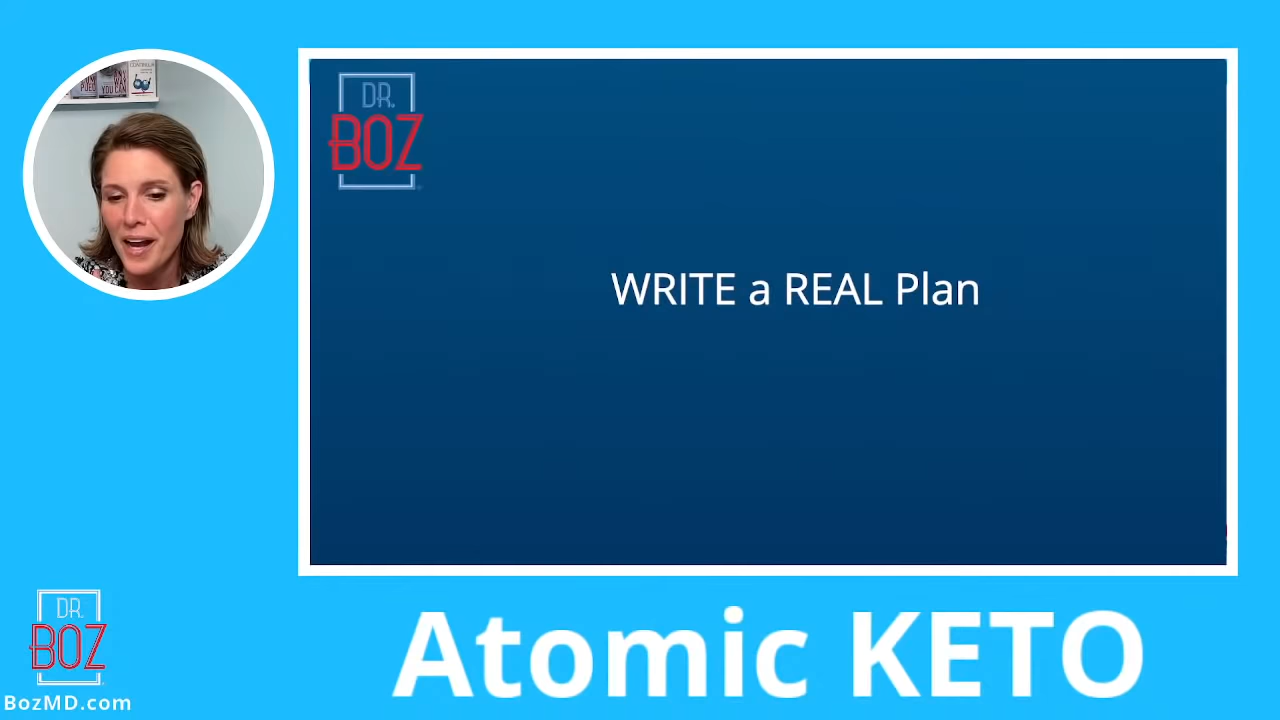 DR.
BOZ
WRITE a REAL Plan
DR.
BOZ
BozMD.com
Atomic KETO